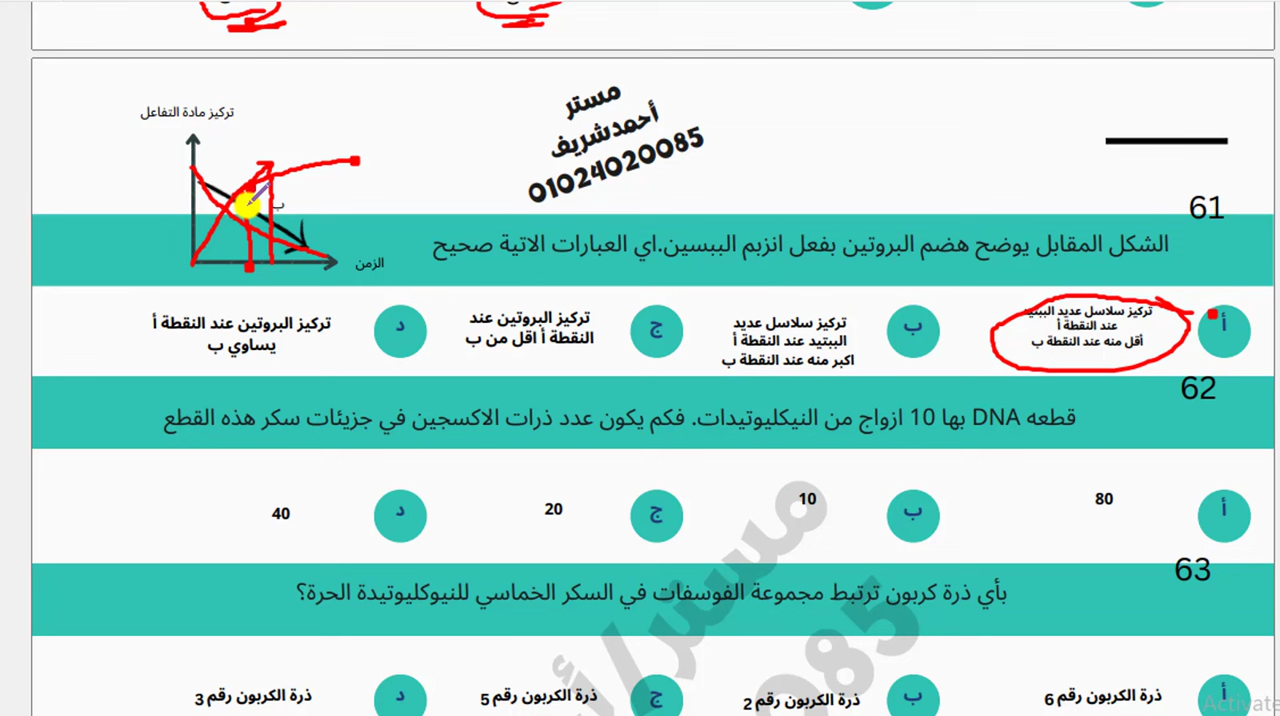 تركيز مادة التفاعل
ب
الزمن
مستر
أحمدشريف
01024020085
61
الشكل المقابل يوضح هضم البروتين بفعل انزيم الببسين.اي العبارات الاتية صحيح
أ
تركيز سلاسل عديد الببتيد
عند النقطة أ
أقل منه عند النقطة ب
ب
تركيز سلاسل عديد
الببتيد عند النقطة أ
اكبر منه عند النقطة ب
ج
تركيز البروتين عند
النقطة أ اقل من ب
د
تركيز البروتين عند النقطة أ
يساوي ب
62
قطعه DNA بها 10 ازواج من النيكليوتيدات. فكم يكون عدد ذرات الاكسجين في جزيئات سكر هذه القطع
أ
80
ب
10
ج
20
د
40
63
بأي ذرة كربون ترتبط مجموعة الفوسفات في السكر الخماسي للنيوكليوتيدة الحرة؟
أ
ذرة الكربون رقم 6
ب
ذرة الكربون رقم 2
ج
ذرة الكربون رقم 5
د
ذرة الكربون رقم 3
مستر/أ
085
Activate